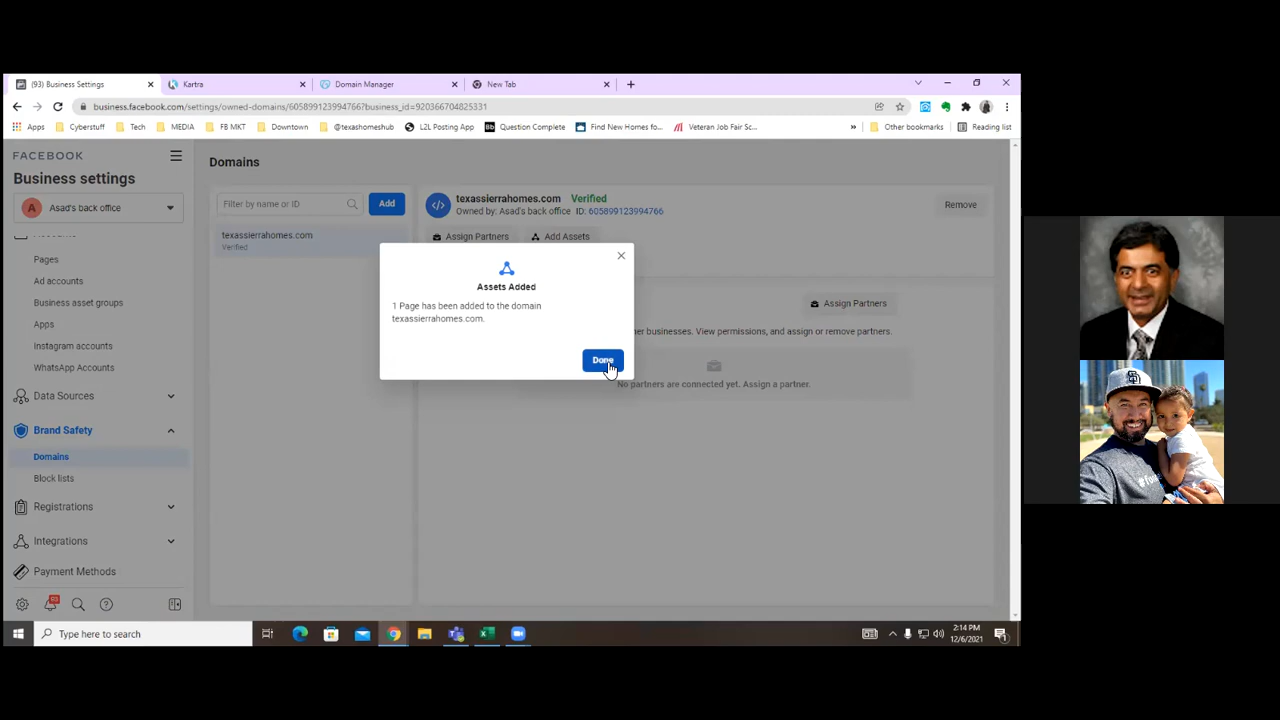 (93) Business Settings
Kartra
Domain Manager
New Tab
business.facebook.com/settings/owned-domains/605899123994766?business_id=920366704825331
Apps
Cyberstuff
Tech
MEDIA
FB MKT
Downtown
@texashomeshub
L2L Posting App
Bb
Question Complete
Find New Homes fo...
Veteran Job Fair Sc...
»
Other bookmarks
Reading list
FACEBOOK
Business settings
A
Asad's back office
Accounts
Pages
Ad accounts
Business asset groups
Apps
Instagram accounts
WhatsApp Accounts
Data Sources
Brand Safety
Domains
Block lists
Registrations
Integrations
Payment Methods
Domains
Filter by name or ID
Add
texassierrahomes.com
Verified
texassierrahomes.com Verified
Owned by: Asad's back office ID: 605899123994766
Remove
Assign Partners
Add Assets
Assign Partners
her businesses. View permissions, and assign or remove partners.
No partners are connected yet. Assign a partner.
Assets Added
1 Page has been added to the domain
texassierrahomes.com.
Done
Type here to search
2:14 PM
12/6/2021